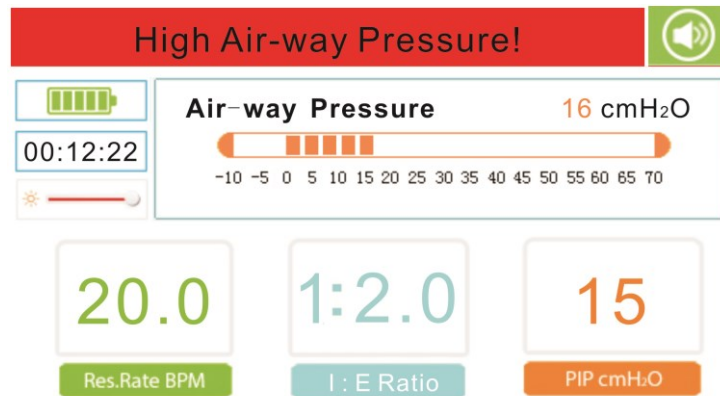 High Air-way Pressure!
Air-way Pressure 16 cmH₂O
00:12:22
-10 -5 0 5 10 15 20 25 30 35 40 45 50 55 60 65 70
20.0 1:2.0 15
Res.Rate BPM I : E Ratio PIP cmH₂O